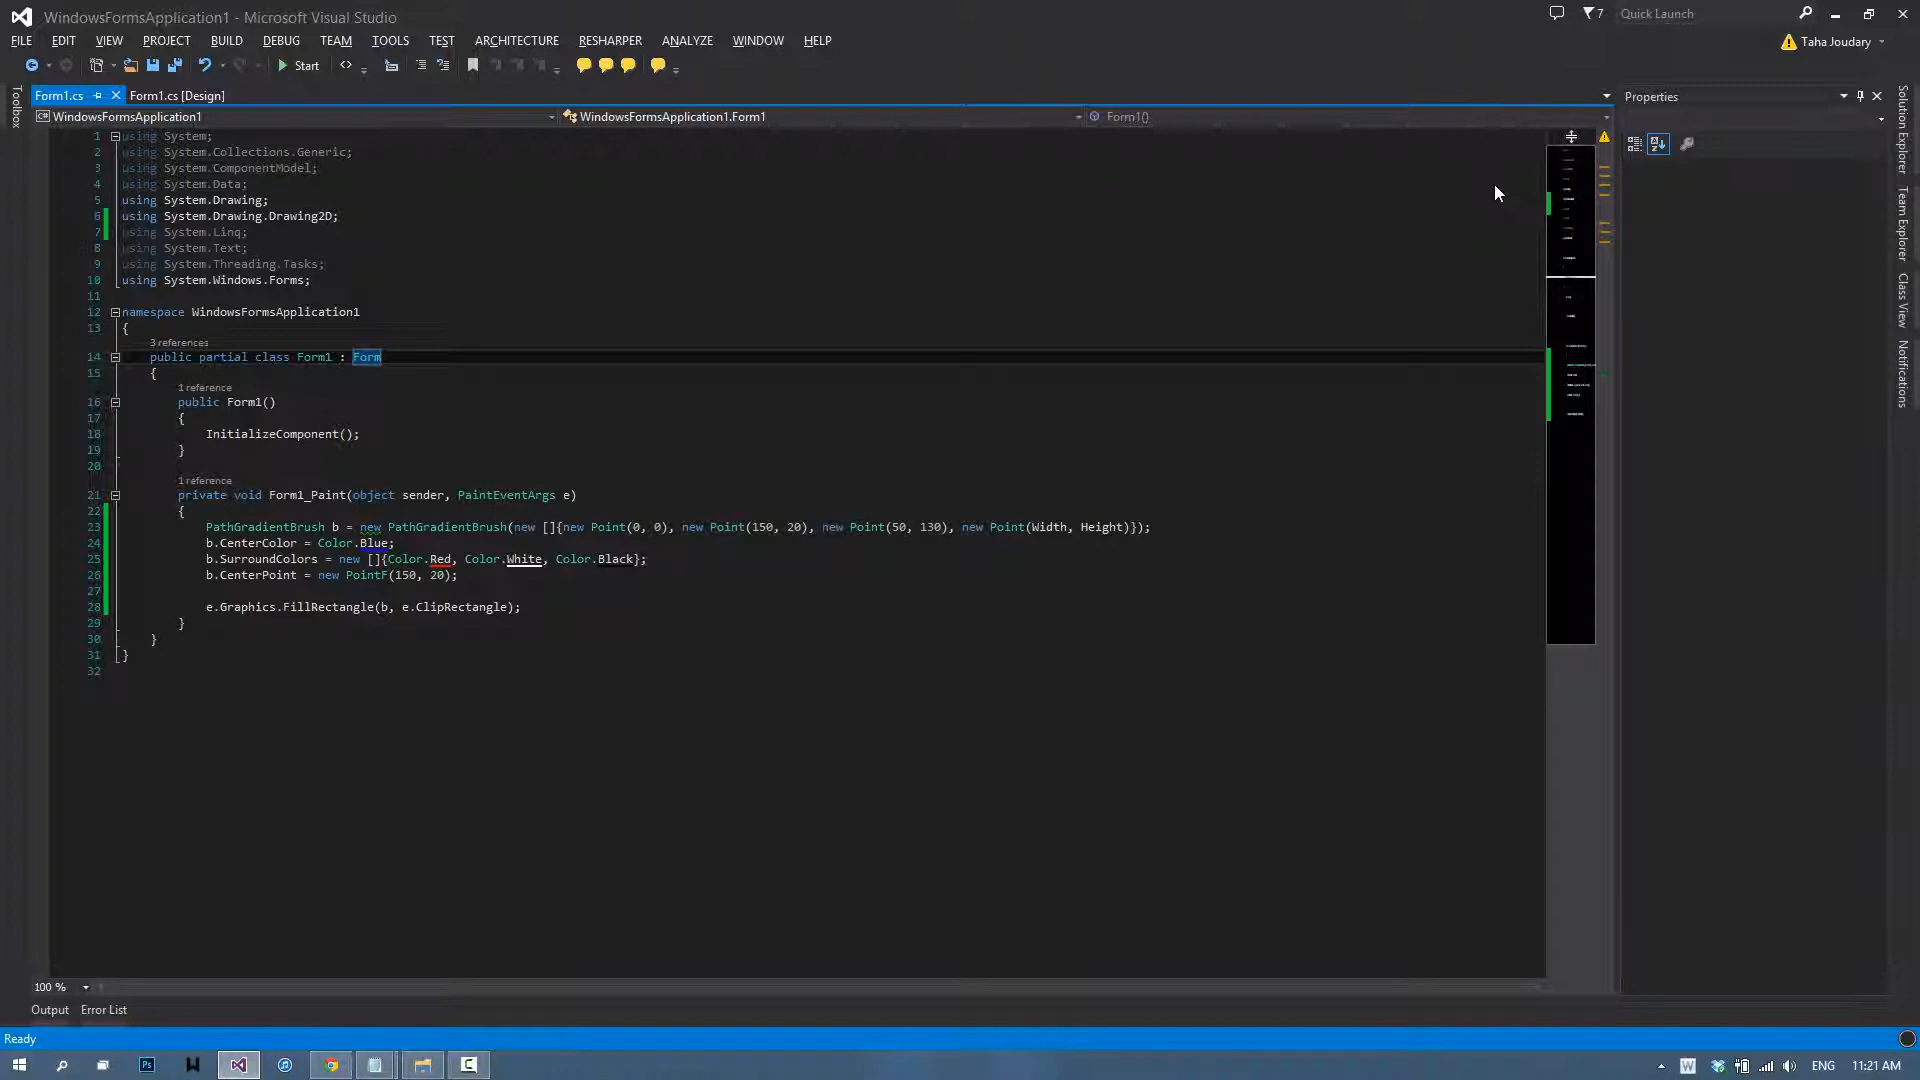 WindowsFormsApplication1 - Microsoft Visual Studio
7
Quick Launch
FILE EDIT VIEW PROJECT BUILD DEBUG TEAM TOOLS TEST ARCHITECTURE RESHARPER ANALYZE WINDOW HELP
Taha Joudary
Start
Toolbox
Form1.cs
Form1.cs [Design]
Properties
C# WindowsFormsApplication1
WindowsFormsApplication1.Form1
Form1()
1 using System;
2 using System.Collections.Generic;
3 using System.ComponentModel;
4 using System.Data;
5 using System.Drawing;
6 using System.Drawing.Drawing2D;
7 using System.Linq;
8 using System.Text;
9 using System.Threading.Tasks;
10 using System.Windows.Forms;
11
12 namespace WindowsFormsApplication1
13 {
3 references
14 public partial class Form1 : Form
15 {
1 reference
16 public Form1()
17 {
18 InitializeComponent();
19 }
20
1 reference
21 private void Form1_Paint(object sender, PaintEventArgs e)
22 {
23 PathGradientBrush b = new PathGradientBrush(new []{new Point(0, 0), new Point(150, 20), new Point(50, 130), new Point(Width, Height)});
24 b.CenterColor = Color.Blue;
25 b.SurroundColors = new []{Color.Red, Color.White, Color.Black};
26 b.CenterPoint = new PointF(150, 20);
27
28 e.Graphics.FillRectangle(b, e.ClipRectangle);
29 }
30 }
31 }
32
Solution Explorer
Team Explorer
Class View
Notifications
100 %
Output Error List
Ready
Ps
W
ENG
11:21 AM